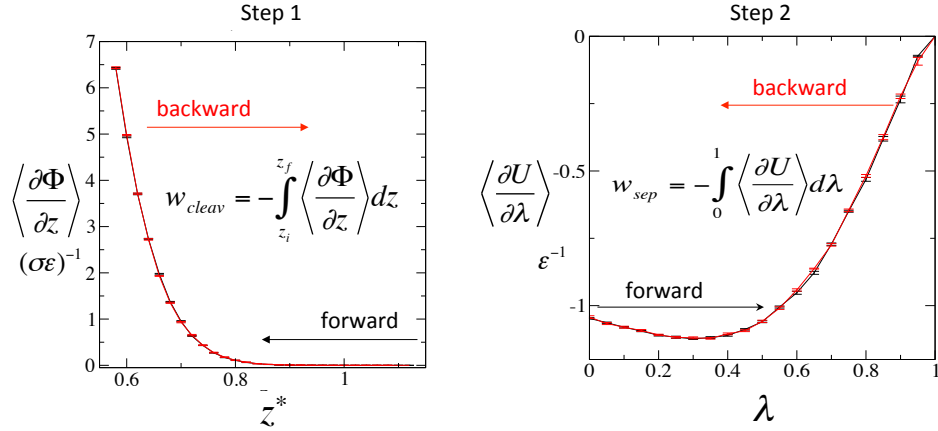 Step 1
7
6
5
4
3
2
1
0
0.6 0.8 1
backward
forward
⟨∂Φ/∂z⟩
(σε)⁻¹
w_cleav = −∫_{z_i}^{z_f} ⟨∂Φ/∂z⟩ dz
z*
Step 2
0
-0.5
-1
0 0.2 0.4 0.6 0.8 1
backward
forward
⟨∂U/∂λ⟩
ε⁻¹
w_sep = −∫_0^1 ⟨∂U/∂λ⟩ dλ
λ